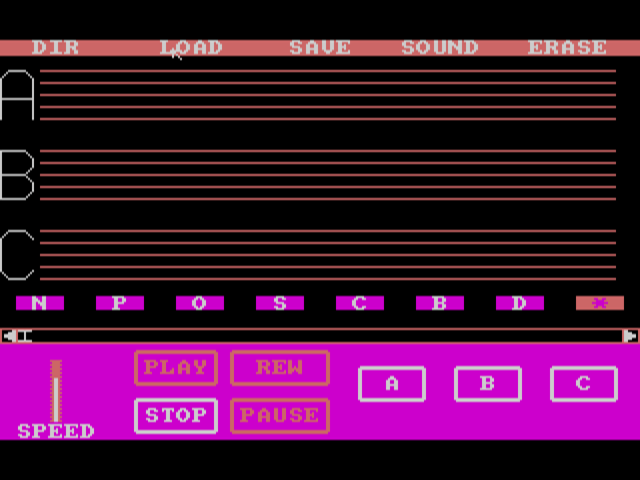 DIR LOAD SAVE SOUND ERASE
A
B
C
N P O S C B D *
PLAY REW
A B C
STOP PAUSE
SPEED